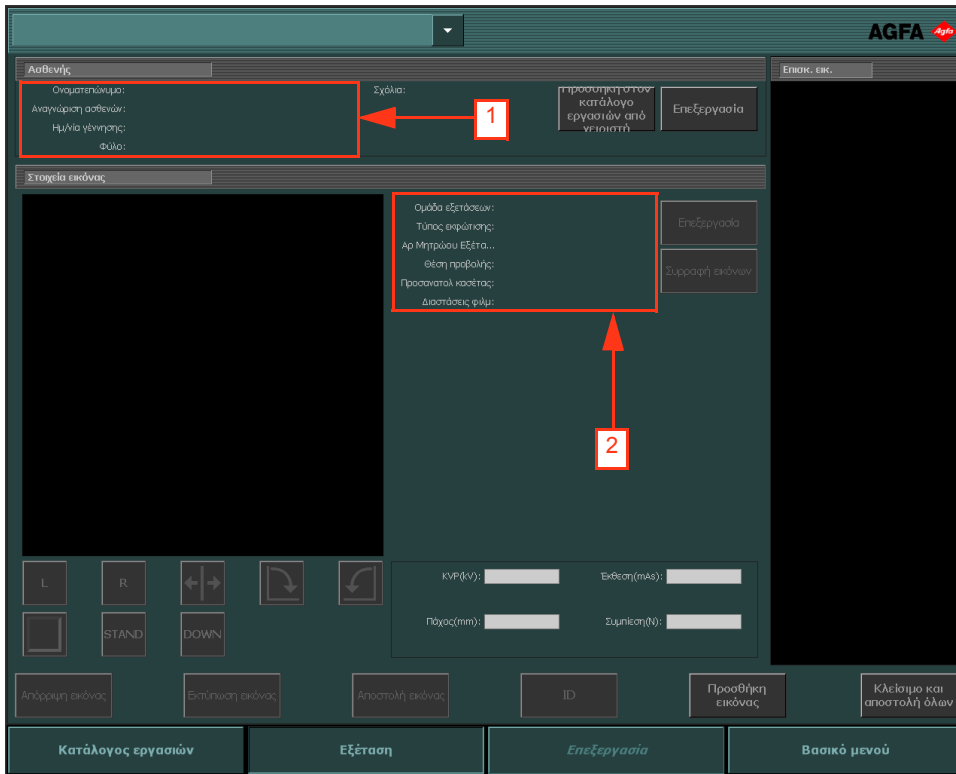 AGFA Agfa
Ασθενής
Επισκ. εικ.
Ονοματεπώνυμο:
Σχόλια:
Αναγνώριση ασθενών:
Ημ/νία γέννησης:
Φύλο:
1
Προσθήκη στον
κατάλογο
εργασιών από
χειριστή
Επεξεργασία
Στοιχεία εικόνας
Ομάδα εξετάσεων:
Τύπος εκφώτισης:
Αρ Μητρώου Εξέτα...
Θέση προβολής:
Προσανατολ κασέτας:
Διαστάσεις φιλμ:
Επεξεργασία
Συρραφή εικόνων
2
L
R
STAND
DOWN
KVP(kV):
Έκθεση(mAs):
Πάχος(mm):
Συμπίεση(N):
Απόρριψη εικόνας
Εκτύπωση εικόνας
Αποστολή εικόνας
ID
Προσθήκη
εικόνας
Κλείσιμο και
αποστολή όλων
Κατάλογος εργασιών
Εξέταση
Επεξεργασία
Βασικό μενού